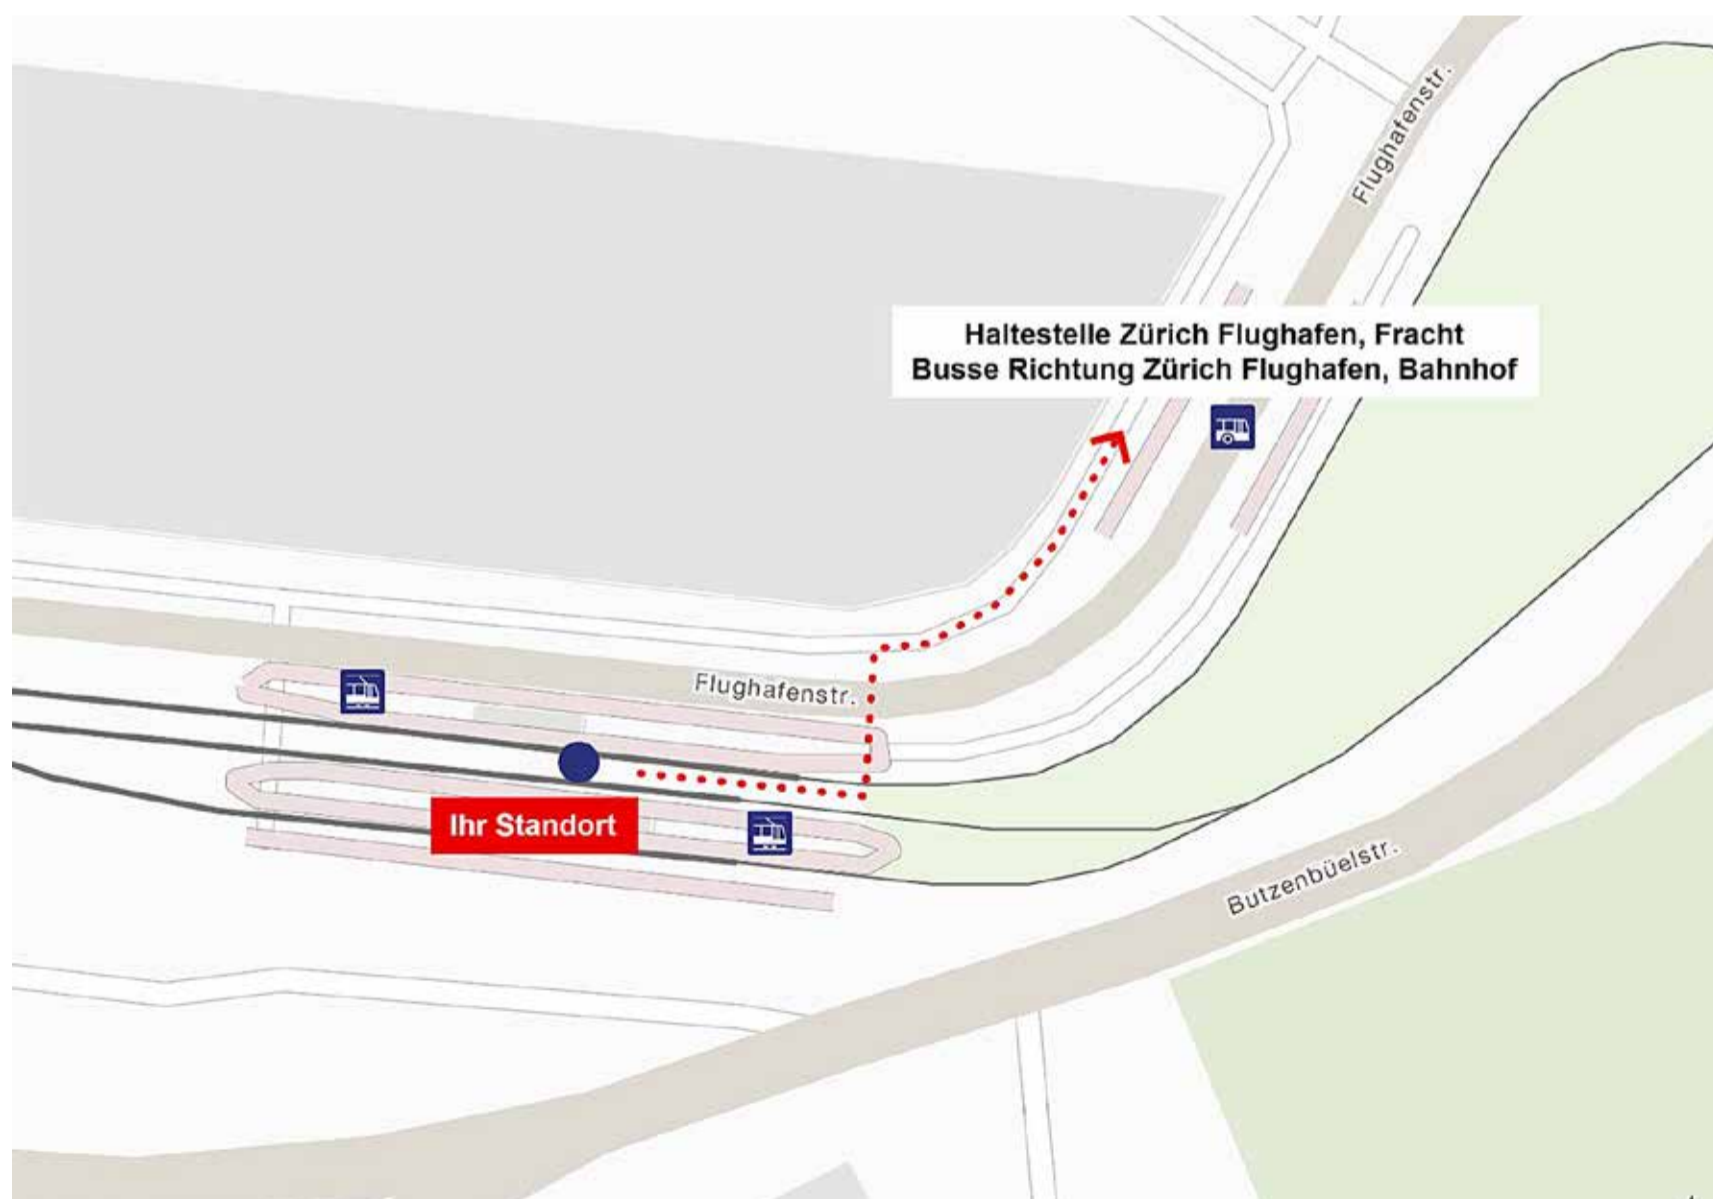 Flughafenstr.
Haltestelle Zürich Flughafen, Fracht
Busse Richtung Zürich Flughafen, Bahnhof
Flughafenstr.
Ihr Standort
Butzenbüelstr.